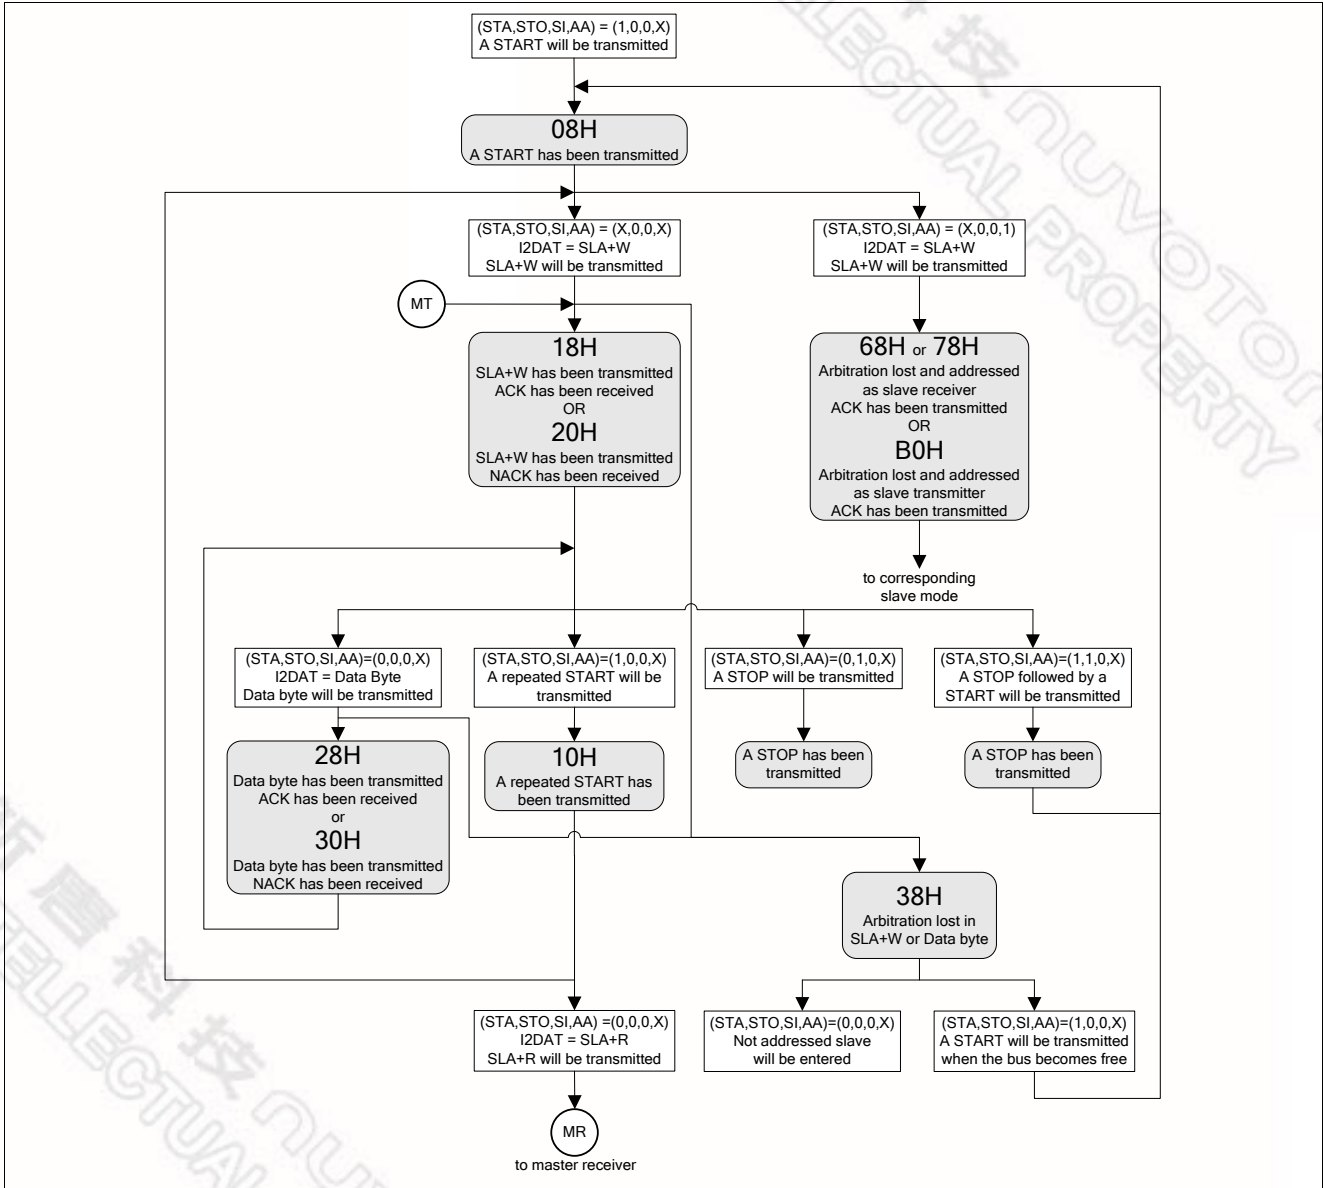 (STA,STO,SI,AA) = (1,0,0,X)
A START will be transmitted
08H
A START has been transmitted
(STA,STO,SI,AA) = (X,0,0,X)
I2DAT = SLA+W
SLA+W will be transmitted
(STA,STO,SI,AA) = (X,0,0,1)
I2DAT = SLA+W
SLA+W will be transmitted
MT
18H
SLA+W has been transmitted
ACK has been received
OR
20H
SLA+W has been transmitted
NACK has been received
68H or 78H
Arbitration lost and addressed
as slave receiver
ACK has been transmitted
OR
B0H
Arbitration lost and addressed
as slave transmitter
ACK has been transmitted
to corresponding
slave mode
(STA,STO,SI,AA)=(0,0,0,X)
I2DAT = Data Byte
Data byte will be transmitted
(STA,STO,SI,AA)=(1,0,0,X)
A repeated START will be
transmitted
(STA,STO,SI,AA)=(0,1,0,X)
A STOP will be transmitted
(STA,STO,SI,AA)=(1,1,0,X)
A STOP followed by a
START will be transmitted
28H
Data byte has been transmitted
ACK has been received
or
30H
Data byte has been transmitted
NACK has been received
10H
A repeated START has
been transmitted
A STOP has been
transmitted
A STOP has been
transmitted
38H
Arbitration lost in
SLA+W or Data byte
(STA,STO,SI,AA) =(0,0,0,X)
I2DAT = SLA+R
SLA+R will be transmitted
(STA,STO,SI,AA)=(0,0,0,X)
Not addressed slave
will be entered
(STA,STO,SI,AA)=(1,0,0,X)
A START will be transmitted
when the bus becomes free
MR
to master receiver
科技 nuvoTon
LLECTUAL PROPERTY
新唐科技 nu
TELLECTUAL